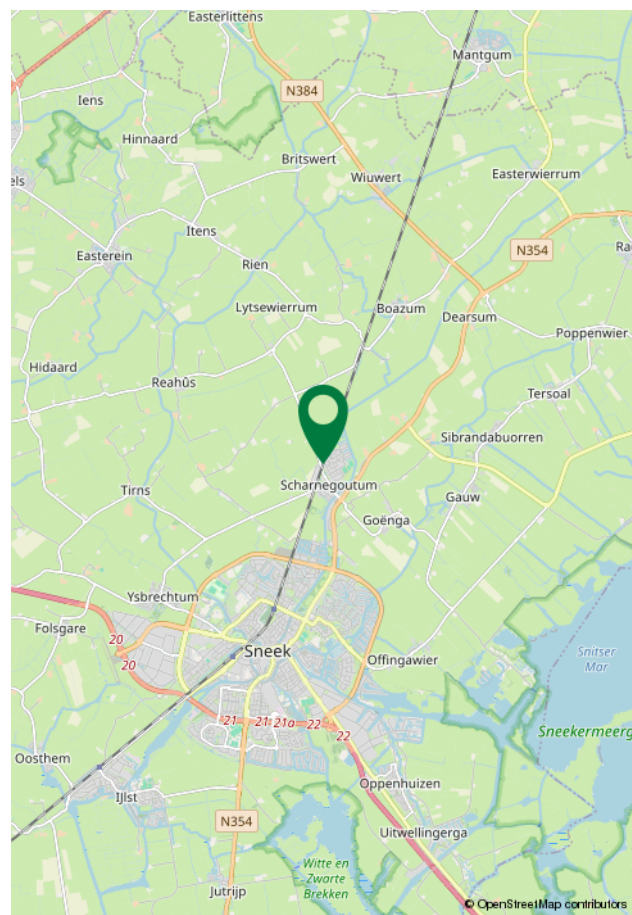 Easterlittens
Mantgum
N384
Iens
Hinnaard
Britswert
Wiuwert
Easterwierrum
els
Itens
Easterein
N354
Ra
Rien
Lytsewierrum
Boazum
Dearsum
Poppenwier
Hidaard
Reahûs
Tersoal
Sibrandabuorren
Scharnegoutum
Tirns
Gauw
Goënga
Ysbrechtum
Folsgare
20
20
Sneek
Offingawier
Snitser
Mar
21
21
21a
22
22
Sneekermeerg
Oosthem
IJlst
Oppenhuizen
N354
Uitwellingerga
Witte en
Zwarte
Brekken
Jutrijp
© OpenStreetMap contributors